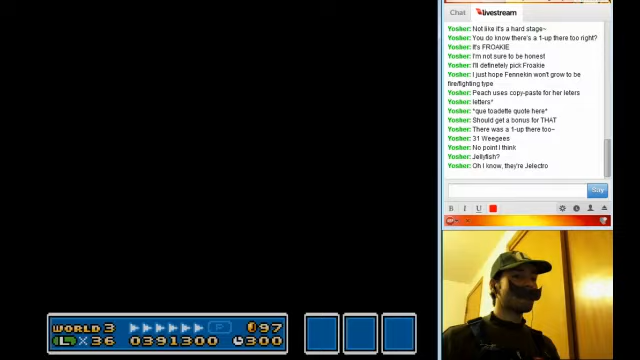 Chat livestream
Yosher: Not like it's a hard stage~
Yosher: You do know there's a 1-up there too right?
Yosher: It's FROAKIE
Yosher: I'm not sure to be honest
Yosher: I'll definetely pick Froakie
Yosher: I just hope Fennekin won't grow to be
fire/fighting type
Yosher: Peach uses copy-paste for her leters
Yosher: letters*
Yosher: *que toadette quote here*
Yosher: Should get a bonus for THAT
Yosher: There was a 1-up there too~
Yosher: 31 Weegees
Yosher: No point I think
Yosher: Jellyfish?
Yosher: Oh I know, they're Jelectro
Say
B I U
WORLD 3 P 97
L X 36 0391300 300